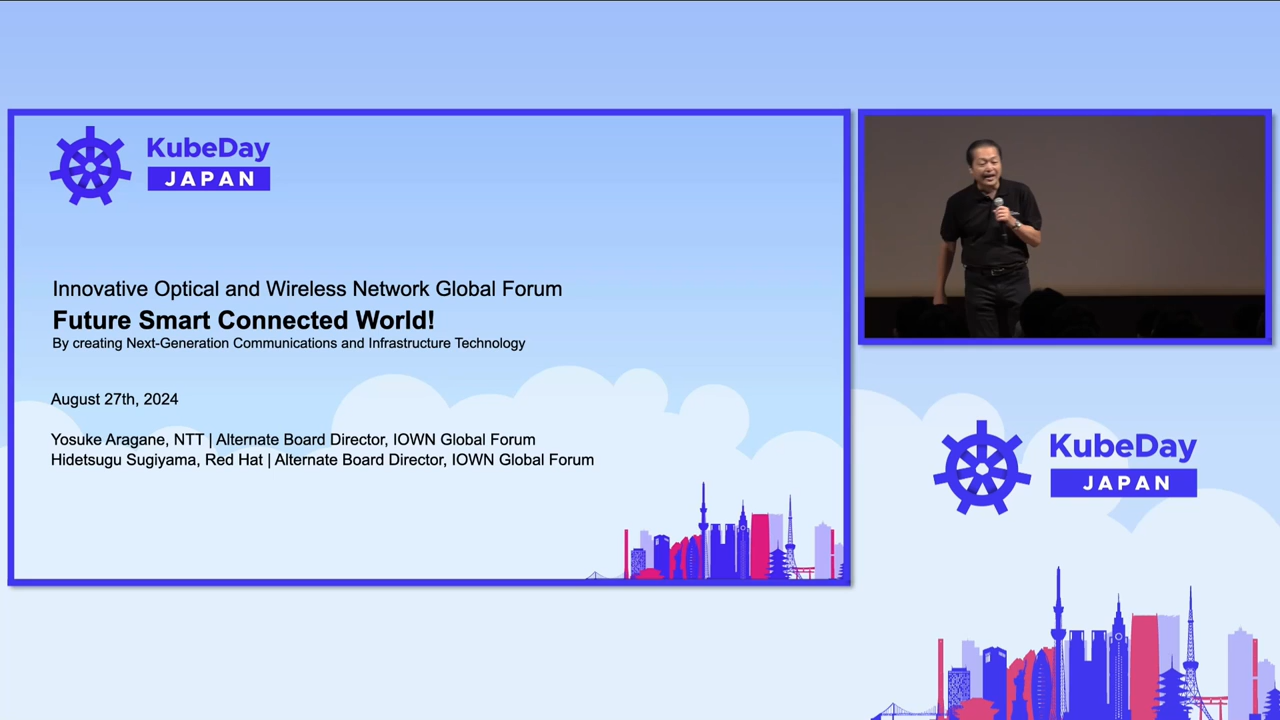 KubeDay
JAPAN
Innovative Optical and Wireless Network Global Forum
Future Smart Connected World!
By creating Next-Generation Communications and Infrastructure Technology
August 27th, 2024
Yosuke Aragane, NTT | Alternate Board Director, IOWN Global Forum
Hidetsugu Sugiyama, Red Hat | Alternate Board Director, IOWN Global Forum
KubeDay
JAPAN